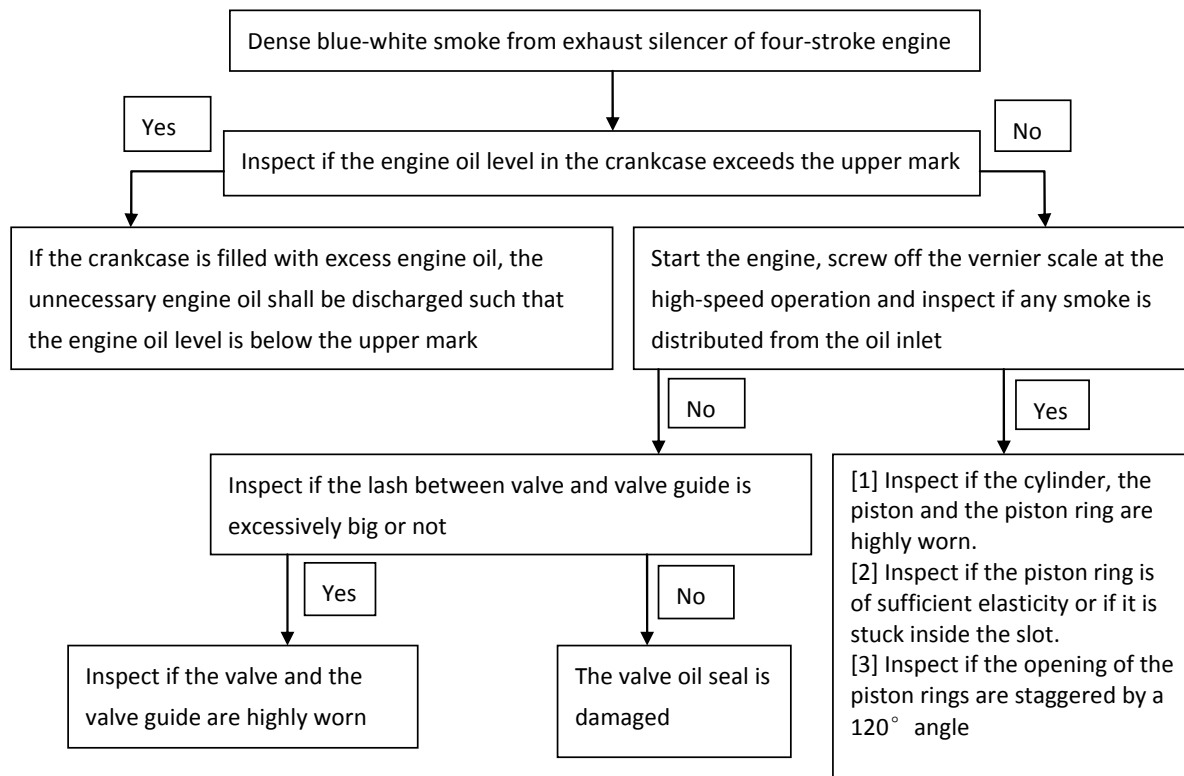 Dense blue-white smoke from exhaust silencer of four-stroke engine
Yes
No
Inspect if the engine oil level in the crankcase exceeds the upper mark
If the crankcase is filled with excess engine oil, the
unnecessary engine oil shall be discharged such that
the engine oil level is below the upper mark
Start the engine, screw off the vernier scale at the
high-speed operation and inspect if any smoke is
distributed from the oil inlet
No
Yes
Inspect if the lash between valve and valve guide is
excessively big or not
[1] Inspect if the cylinder, the
piston and the piston ring are
highly worn.
[2] Inspect if the piston ring is
of sufficient elasticity or if it is
stuck inside the slot.
[3] Inspect if the opening of the
piston rings are staggered by a
120° angle
Yes
No
Inspect if the valve and the
valve guide are highly worn
The valve oil seal is
damaged